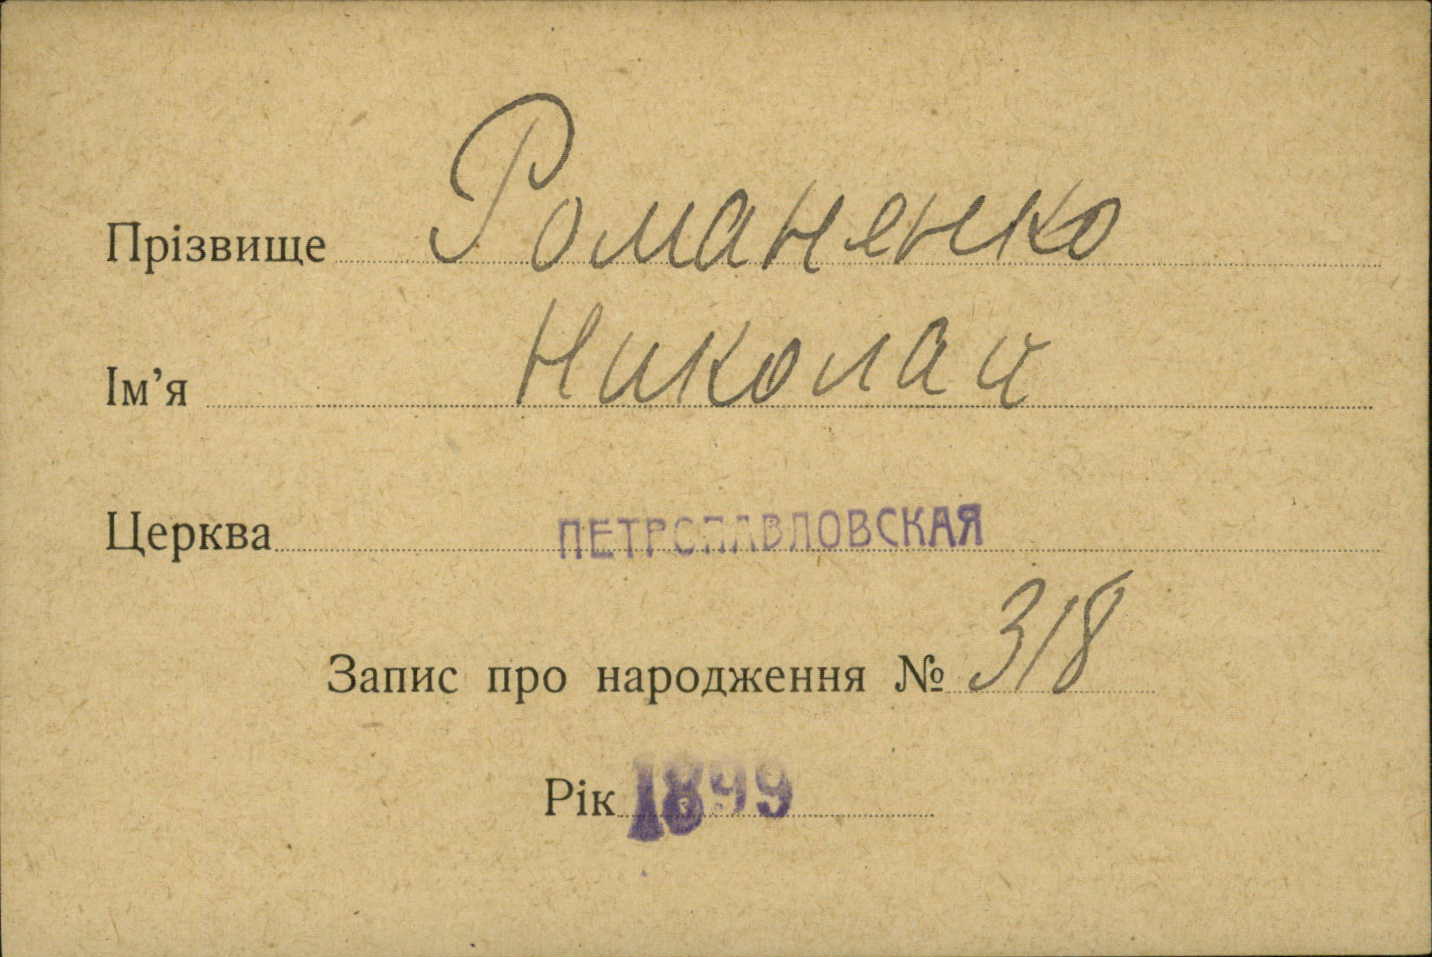 Прізвище Романенко
Ім’я Николай
Церква ПЕТРОПАВЛОВСКАЯ
Запис про народження № 318
Рік 1899